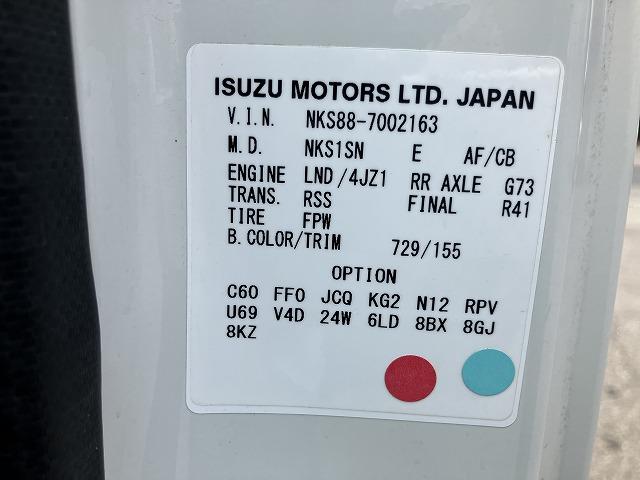 ISUZU MOTORS LTD. JAPAN
V.I.N. NKS88-7002163
M.D. NKS1SN E AF/CB
ENGINE LND/4JZ1 RR AXLE G73
TRANS. RSS FINAL R41
TIRE FPW
B.COLOR/TRIM 729/155
OPTION
C60 FF0 JCQ KG2 N12 RPV
U69 V4D 24W 6LD 8BX 8GJ
8KZ